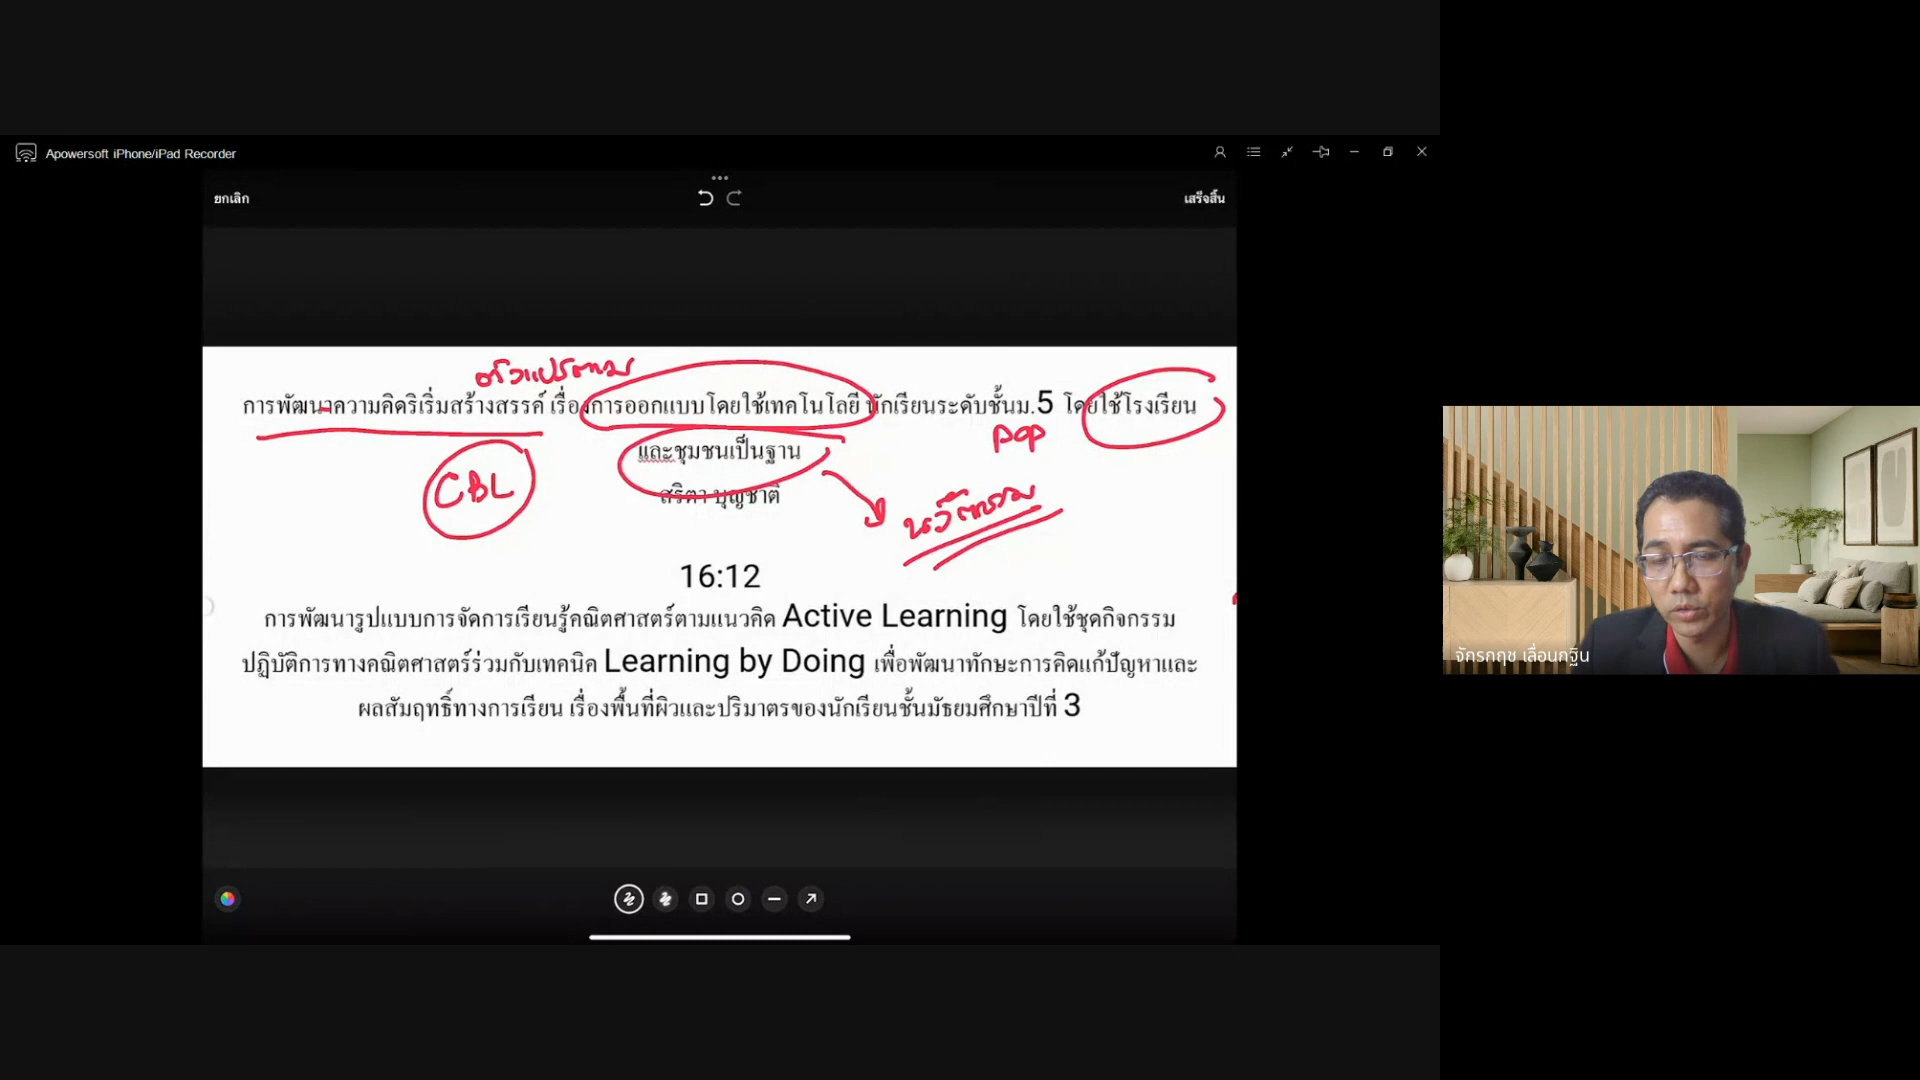 Apowersoft iPhone/iPad Recorder
ยกเลิก
เสร็จสิ้น
ตัวแปรตาม
การพัฒนาความคิดริเริ่มสร้างสรรค์ เรื่องการออกแบบโดยใช้เทคโนโลยี นักเรียนระดับชั้นม.5 โดยใช้โรงเรียน
pop
และชุมชนเป็นฐาน
CBL
สริตา บุญชาติ
นวัตกรรม
16:12
การพัฒนารูปแบบการจัดการเรียนรู้คณิตศาสตร์ตามแนวคิด Active Learning โดยใช้ชุดกิจกรรม
ปฏิบัติการทางคณิตศาสตร์ร่วมกับเทคนิค Learning by Doing เพื่อพัฒนาทักษะการคิดแก้ปัญหาและ
ผลสัมฤทธิ์ทางการเรียน เรื่องพื้นที่ผิวและปริมาตรของนักเรียนชั้นมัธยมศึกษาปีที่ 3
จักรกฤช เลื่อนกฐิน